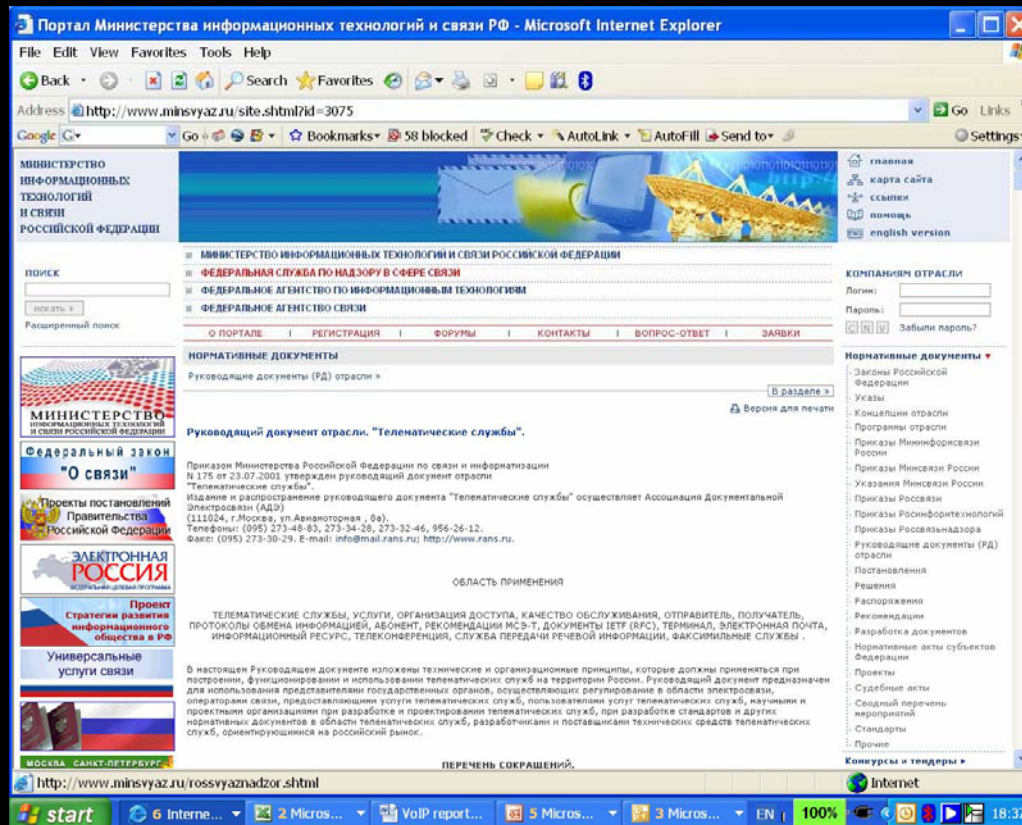 Портал Министерства информационных технологий и связи РФ - Microsoft Internet Explorer
File Edit View Favorites Tools Help
Back Search Favorites
Address http://www.minsvyaz.ru/site.shtml?id=3075 Go Links
Google Go Bookmarks 58 blocked Check AutoLink AutoFill Send to Settings
МИНИСТЕРСТВО
ИНФОРМАЦИОННЫХ
ТЕХНОЛОГИЙ
И СВЯЗИ
РОССИЙСКОЙ ФЕДЕРАЦИИ
главная
карта сайта
ссылки
помощь
english version
МИНИСТЕРСТВО ИНФОРМАЦИОННЫХ ТЕХНОЛОГИЙ И СВЯЗИ РОССИЙСКОЙ ФЕДЕРАЦИИ
ФЕДЕРАЛЬНАЯ СЛУЖБА ПО НАДЗОРУ В СФЕРЕ СВЯЗИ
ФЕДЕРАЛЬНОЕ АГЕНТСТВО ПО ИНФОРМАЦИОННЫМ ТЕХНОЛОГИЯМ
ФЕДЕРАЛЬНОЕ АГЕНТСТВО СВЯЗИ
О ПОРТАЛЕ | РЕГИСТРАЦИЯ | ФОРУМЫ | КОНТАКТЫ | ВОПРОС-ОТВЕТ | ЗАЯВКИ
ПОИСК
искать »
Расширенный поиск
МИНИСТЕРСТВО
ИНФОРМАЦИОННЫХ ТЕХНОЛОГИЙ
И СВЯЗИ РОССИЙСКОЙ ФЕДЕРАЦИИ
Федеральный закон
"О связи"
Проекты постановлений
Правительства
Российской Федерации
ЭЛЕКТРОННАЯ
РОССИЯ
ФЕДЕРАЛЬНАЯ ЦЕЛЕВАЯ ПРОГРАММА
Проект
Стратегии развития
информационного
общества в РФ
Универсальные
услуги связи
МОСКВА САНКТ-ПЕТЕРБУРГ
НОРМАТИВНЫЕ ДОКУМЕНТЫ
Руководящие документы (РД) отрасли »
В разделе »
Версия для печати
Руководящий документ отрасли. "Телематические службы".
Приказом Министерства Российской Федерации по связи и информатизации
N 175 от 23.07.2001 утвержден руководящий документ отрасли
"Телематические службы".
Издание и распространение руководящего документа "Телематические службы" осуществляет Ассоциация Документальной
Электросвязи (АДЭ)
(111024, г.Москва, ул.Авиамоторная , 8а).
Телефоны: (095) 273-48-83, 273-34-28, 273-32-46, 956-26-12.
Факс: (095) 273-30-29. E-mail: info@mail.rans.ru; http://www.rans.ru.
ОБЛАСТЬ ПРИМЕНЕНИЯ
ТЕЛЕМАТИЧЕСКИЕ СЛУЖБЫ, УСЛУГИ, ОРГАНИЗАЦИЯ ДОСТУПА, КАЧЕСТВО ОБСЛУЖИВАНИЯ, ОТПРАВИТЕЛЬ, ПОЛУЧАТЕЛЬ,
ПРОТОКОЛЫ ОБМЕНА ИНФОРМАЦИЕЙ, АБОНЕНТ, РЕКОМЕНДАЦИИ МСЭ-Т, ДОКУМЕНТЫ IETF (RFC), ТЕРМИНАЛ, ЭЛЕКТРОННАЯ ПОЧТА,
ИНФОРМАЦИОННЫЙ РЕСУРС, ТЕЛЕКОНФЕРЕНЦИЯ, СЛУЖБА ПЕРЕДАЧИ РЕЧЕВОЙ ИНФОРМАЦИИ, ФАКСИМИЛЬНЫЕ СЛУЖБЫ .
В настоящем Руководящем документе изложены технические и организационные принципы, которые должны применяться при
построении, функционировании и использовании телематических служб на территории России. Руководящий документ предназначен
для использования представителями государственных органов, осуществляющих регулирование в области электросвязи,
операторами связи, предоставляющими услуги телематических служб, пользователями услуг телематических служб, научными и
проектными организациями при разработке и проектировании телематических служб, при разработке стандартов и других
нормативных документов в области телематических служб, разработчиками и поставщиками технических средств телематических
служб, ориентирующимися на российский рынок.
ПЕРЕЧЕНЬ СОКРАЩЕНИЙ.
КОМПАНИЯМ ОТРАСЛИ
Логин:
Пароль:
C N V Забыли пароль?
Нормативные документы
Законы Российской
Федерации
Указы
Концепции отрасли
Программы отрасли
Приказы Мининформсвязи
России
Приказы Минсвязи России
Указания Минсвязи России
Приказы Россвязи
Приказы Росинформтехнологий
Приказы Россвязьнадзора
Руководящие документы (РД)
отрасли
Постановления
Решения
Распоряжения
Рекомендации
Разработка документов
Нормативные акты субъектов
Федерации
Проекты
Судебные акты
Сводный перечень
мероприятий
Стандарты
Прочие
Конкурсы и тендеры
http://www.minsvyaz.ru/rossvyaznadzor.shtml Internet
start 6 Interne... 2 Micros... VoIP report... 5 Micros... 3 Micros... EN 100% 18:37